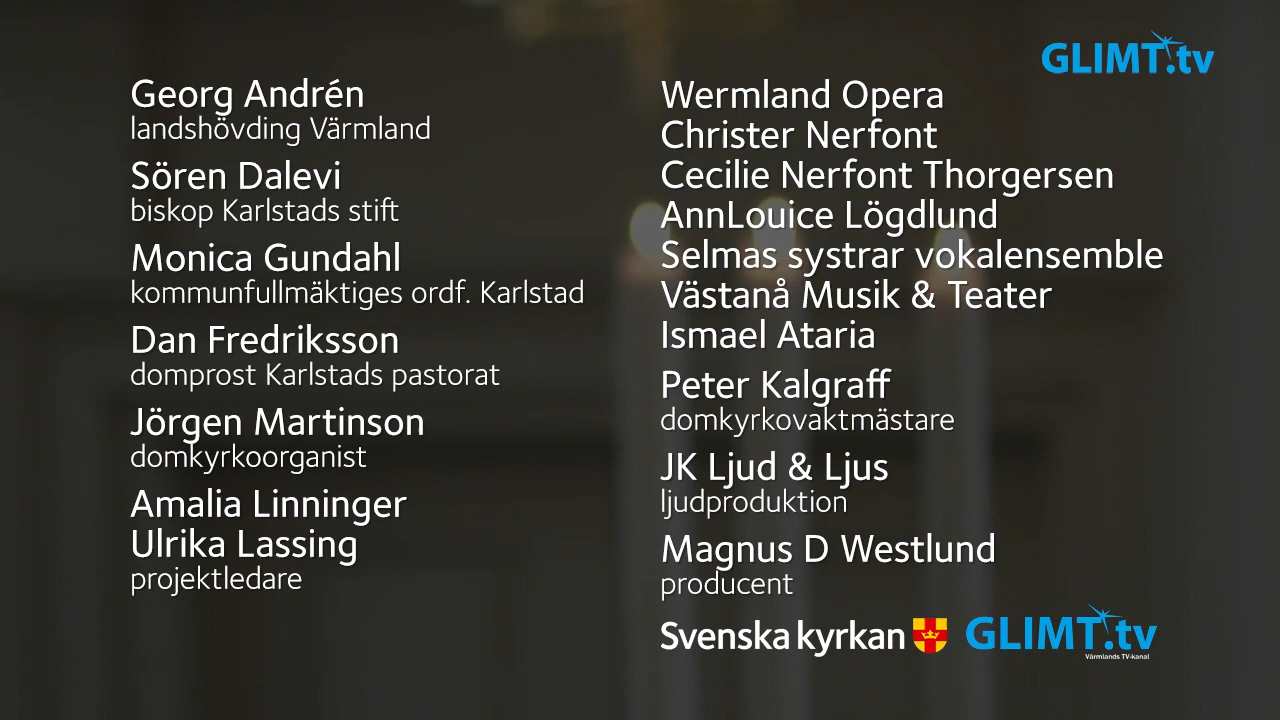 GLIMT.tv
Georg Andrén
landshövding Värmland
Sören Dalevi
biskop Karlstads stift
Monica Gundahl
kommunfullmäktiges ordf. Karlstad
Dan Fredriksson
domprost Karlstads pastorat
Jörgen Martinson
domkyrkoorganist
Amalia Linninger
Ulrika Lassing
projektledare
Wermland Opera
Christer Nerfont
Cecilie Nerfont Thorgersen
AnnLouice Lögdlund
Selmas systrar vokalensemble
Västanå Musik & Teater
Ismael Ataria
Peter Kalgraff
domkyrkovaktmästare
JK Ljud & Ljus
ljudproduktion
Magnus D Westlund
producent
Svenska kyrkan GLIMT.tv
Värmlands TV-kanal